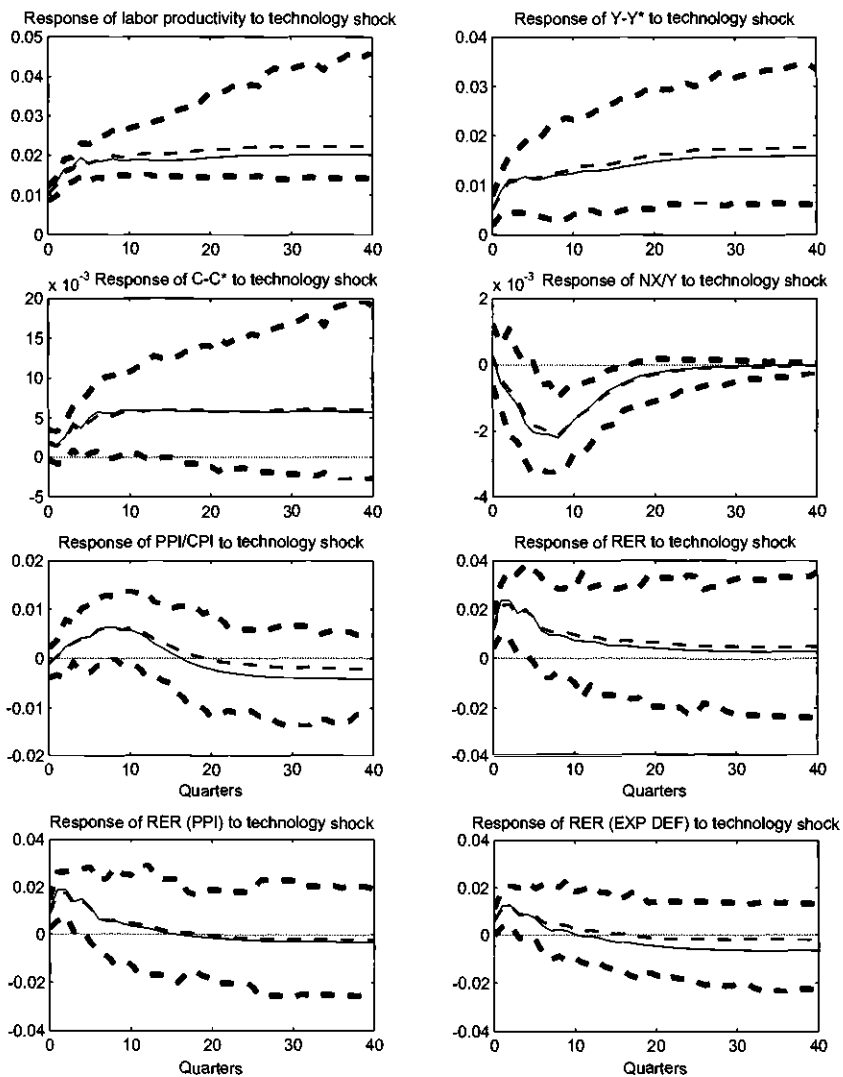 Response of labor productivity to technology shock
0.05
0.04
0.03
0.02
0.01
0
0 10 20 30 40
Response of Y-Y* to technology shock
0.04
0.03
0.02
0.01
0
0 10 20 30 40
x 10⁻³ Response of C-C* to technology shock
20
15
10
5
0
-5
0 10 20 30 40
x 10⁻³ Response of NX/Y to technology shock
2
0
-2
-4
0 10 20 30 40
Response of PPI/CPI to technology shock
0.02
0.01
0
-0.01
-0.02
0 10 20 30 40
Quarters
Response of RER to technology shock
0.04
0.02
0
-0.02
-0.04
0 10 20 30 40
Quarters
Response of RER (PPI) to technology shock
0.04
0.02
0
-0.02
-0.04
0 10 20 30 40
Quarters
Response of RER (EXP DEF) to technology shock
0.04
0.02
0
-0.02
-0.04
0 10 20 30 40
Quarters